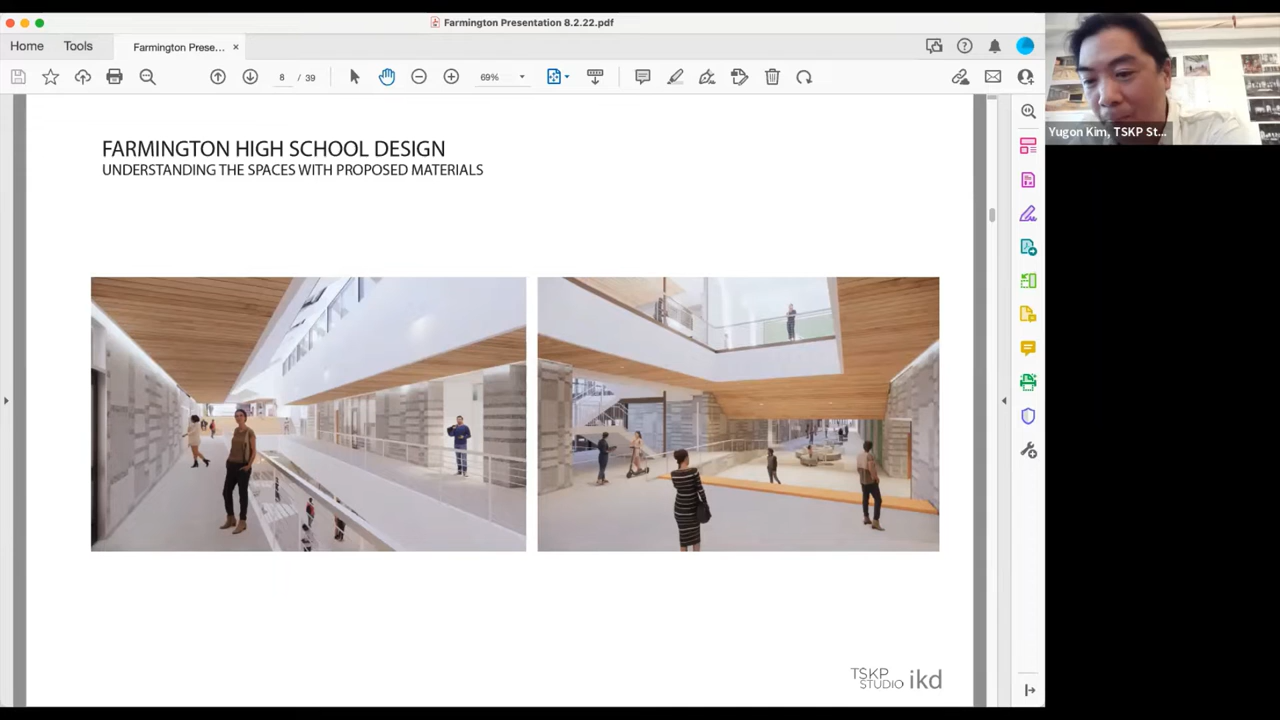 Farmington Presentation 8.2.22.pdf
Home
Tools
Farmington Prese...
8 / 39
69%
FARMINGTON HIGH SCHOOL DESIGN
UNDERSTANDING THE SPACES WITH PROPOSED MATERIALS
TSKP
STUDIO
ikd
Yugon Kim, TSKP St...